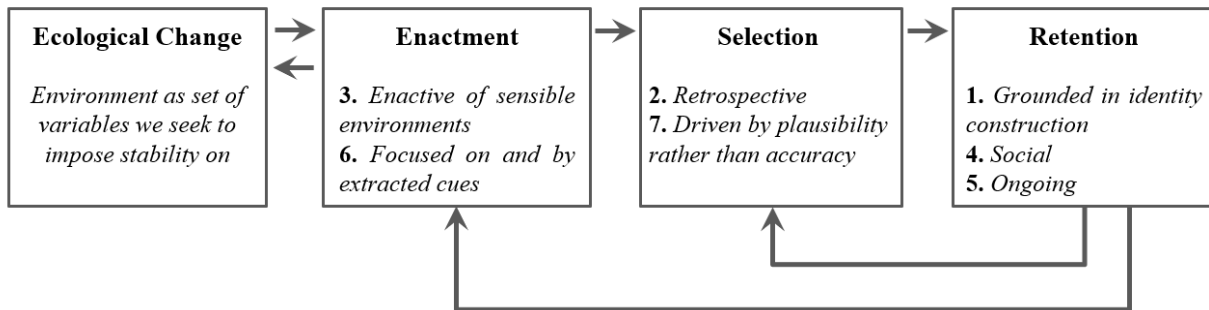 Ecological Change
Environment as set of
variables we seek to
impose stability on
Enactment
3. Enactive of sensible
environments
6. Focused on and by
extracted cues
Selection
2. Retrospective
7. Driven by plausibility
rather than accuracy
Retention
1. Grounded in identity
construction
4. Social
5. Ongoing